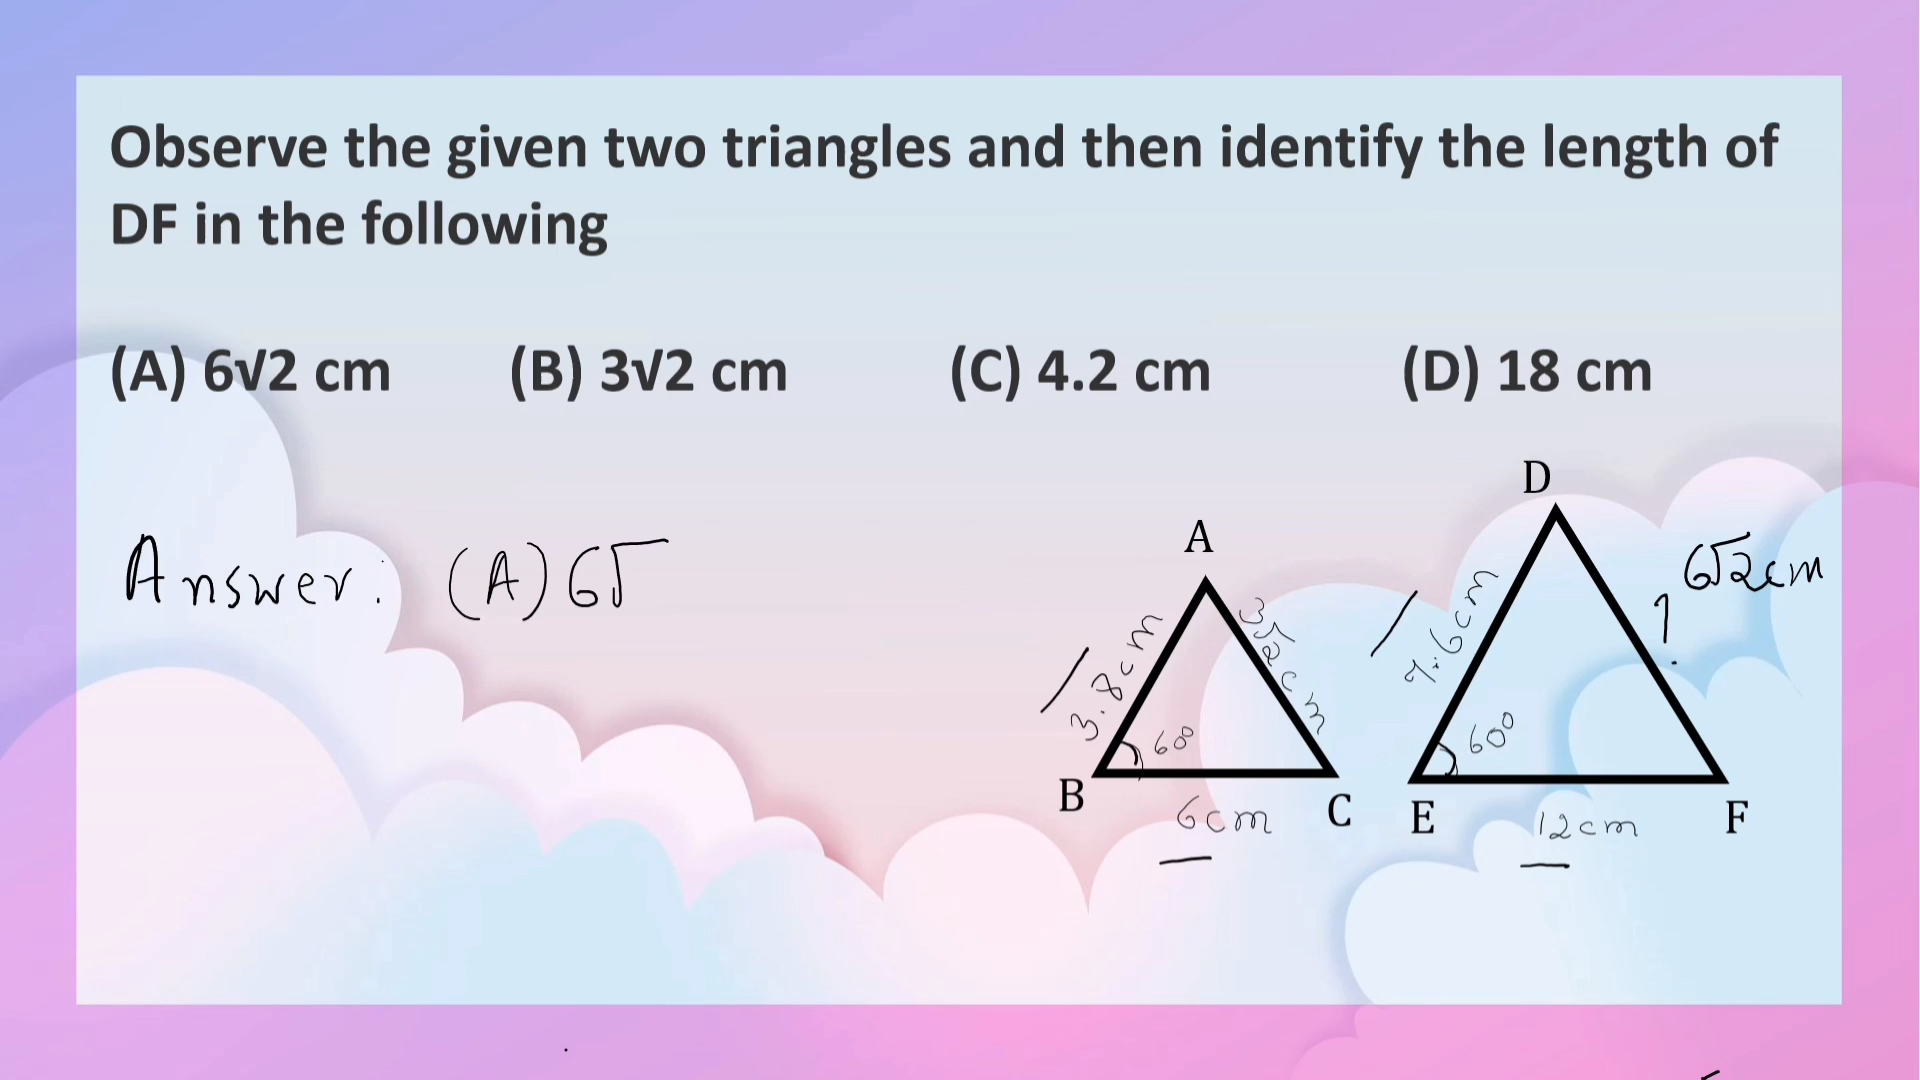 Observe the given two triangles and then identify the length of
DF in the following
(A) 6√2 cm (B) 3√2 cm (C) 4.2 cm (D) 18 cm
Answer: (A) 6√
A
3.8cm
3√2cm
60°
B
6cm
C
D
7.6cm
6√2cm
?
60°
E
12cm
F